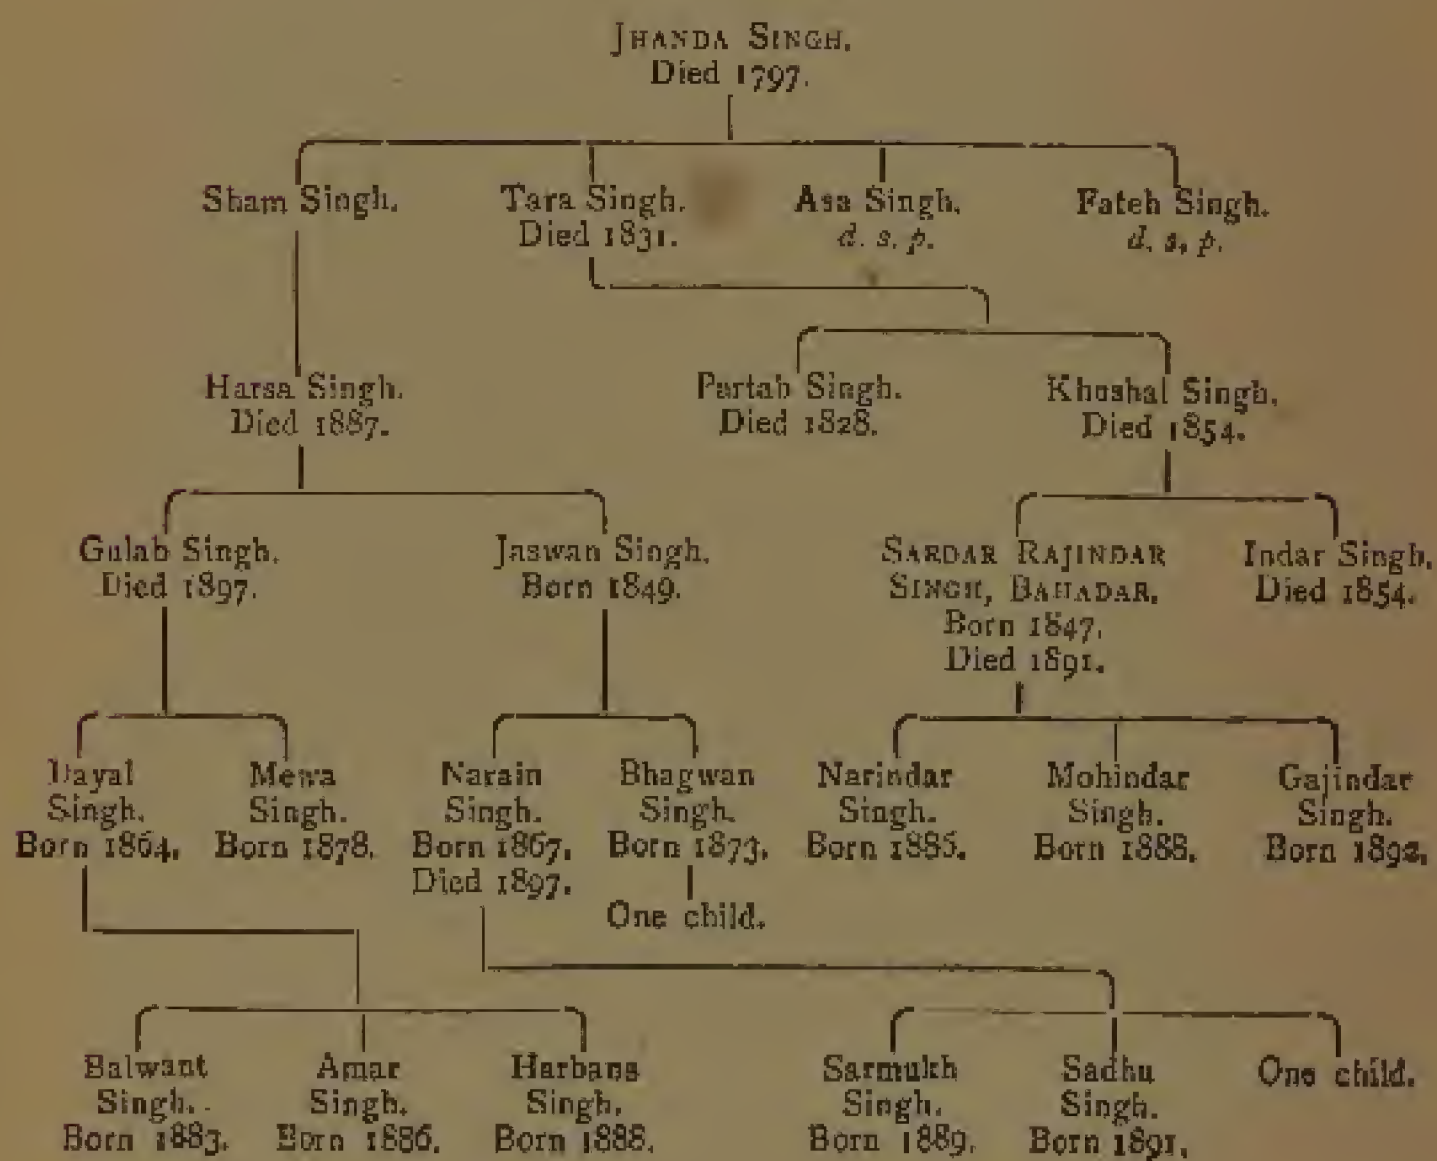 JHANDA SINGH.
Died 1797.
Sham Singh.
Tara Singh.
Died 1831.
Asa Singh.
d. s. p.
Fateh Singh.
d. s. p.
Harsa Singh.
Died 1887.
Partab Singh.
Died 1828.
Khushal Singh.
Died 1854.
Gulab Singh.
Died 1897.
Jaswan Singh.
Born 1849.
SARDAR RAJINDAR
SINGH, BAHADAR.
Born 1847.
Died 1891.
Indar Singh.
Died 1854.
Dayal
Singh.
Born 1864.
Mewa
Singh.
Born 1878.
Narain
Singh.
Born 1867.
Died 1897.
Bhagwan
Singh.
Born 1873.
One child.
Narindar
Singh.
Born
Mohindar
Singh.
Born 1888.
Gajindar
Singh.
Born
Balwant
Singh.
Born 1883.
Amar
Singh.
Born 1886.
Harbans
Singh.
Born 1888.
Sarmukh
Singh.
Born 1889.
Sadhu
Singh.
Born 1891.
One child.